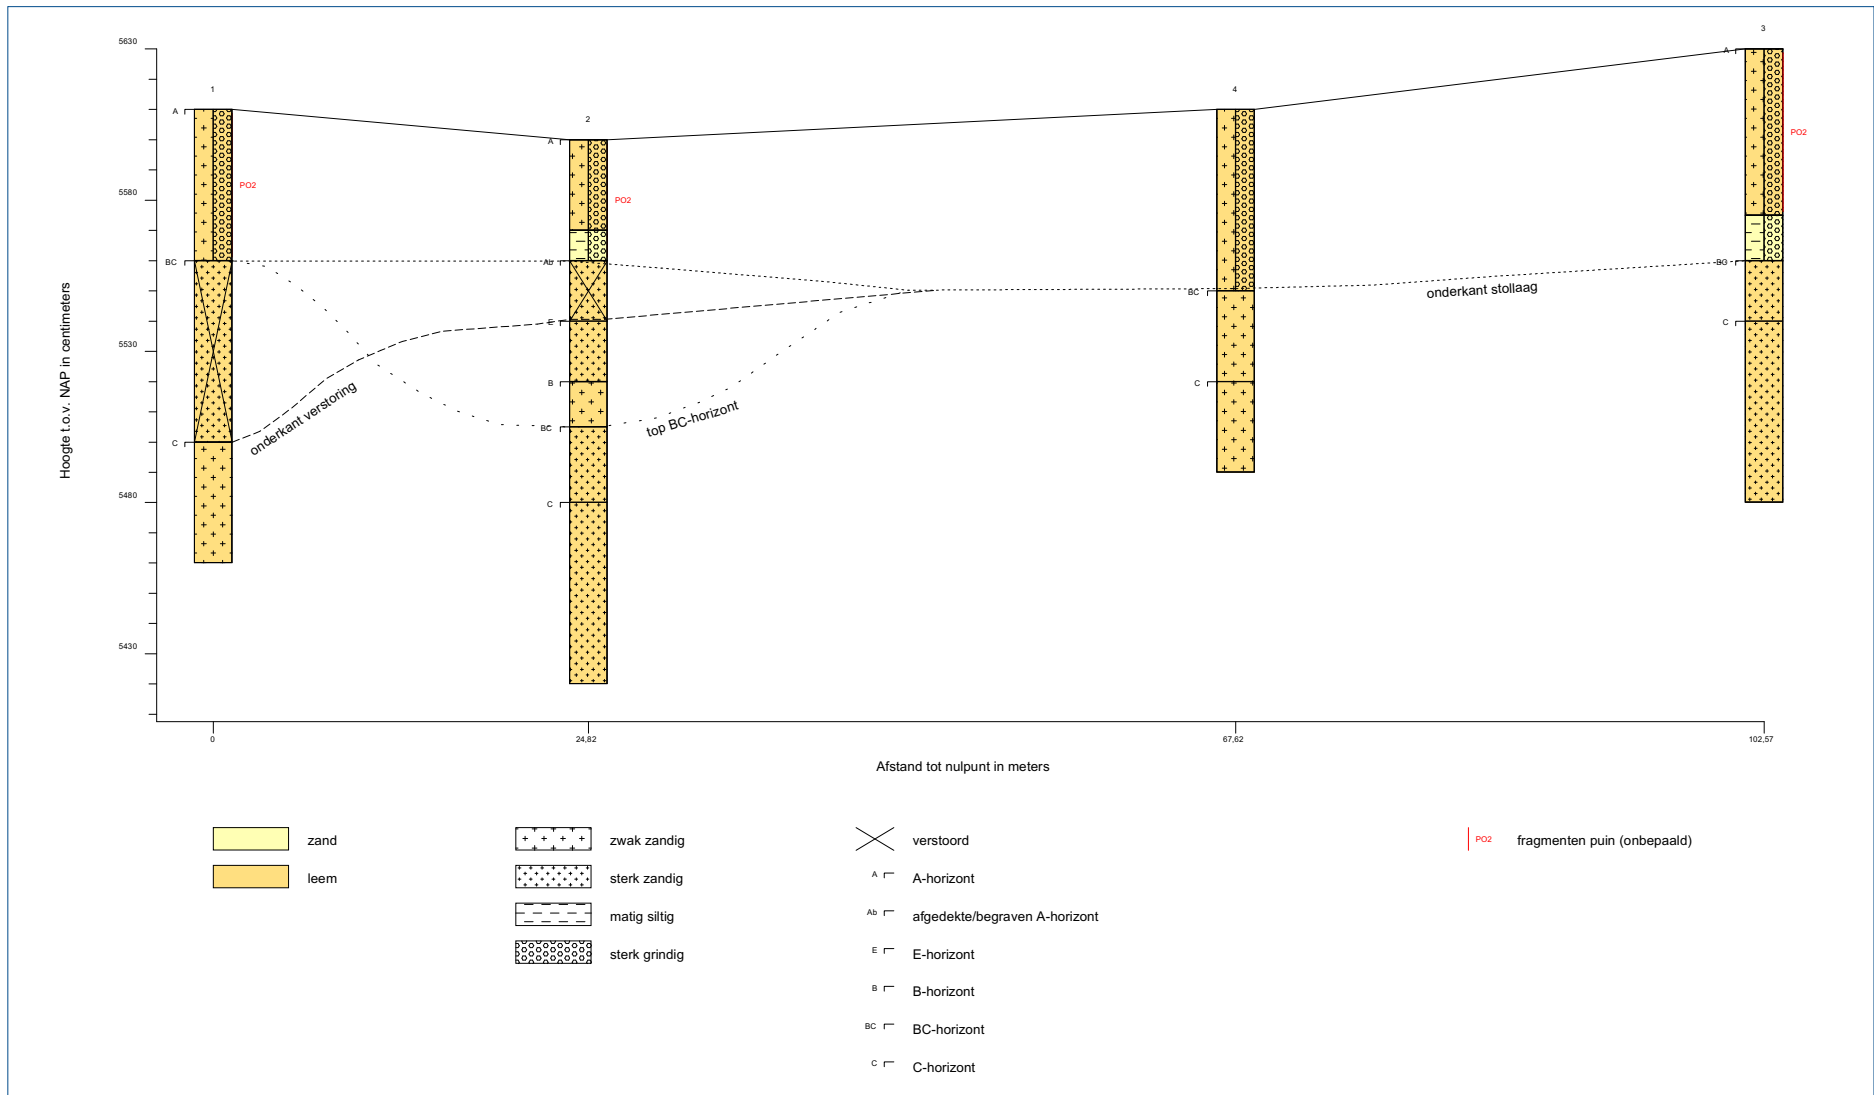 3
5630
A
1
4
A
2
A
PO2
PO2
PO2
5580
BC
Ab
BC
BC
onderkant stollaag
E
C
5530
B
C
onderkant verstoring
top BC-horizont
BC
C
Hoogte t.o.v. NAP in centimeters
5480
C
5430
0
24,82
67,62
102,57
Afstand tot nulpunt in meters
zand
leem
zwak zandig
sterk zandig
matig siltig
sterk grindig
verstoord
A A-horizont
Ab afgedekte/begraven A-horizont
E E-horizont
B B-horizont
BC BC-horizont
C C-horizont
PO2 fragmenten puin (onbepaald)